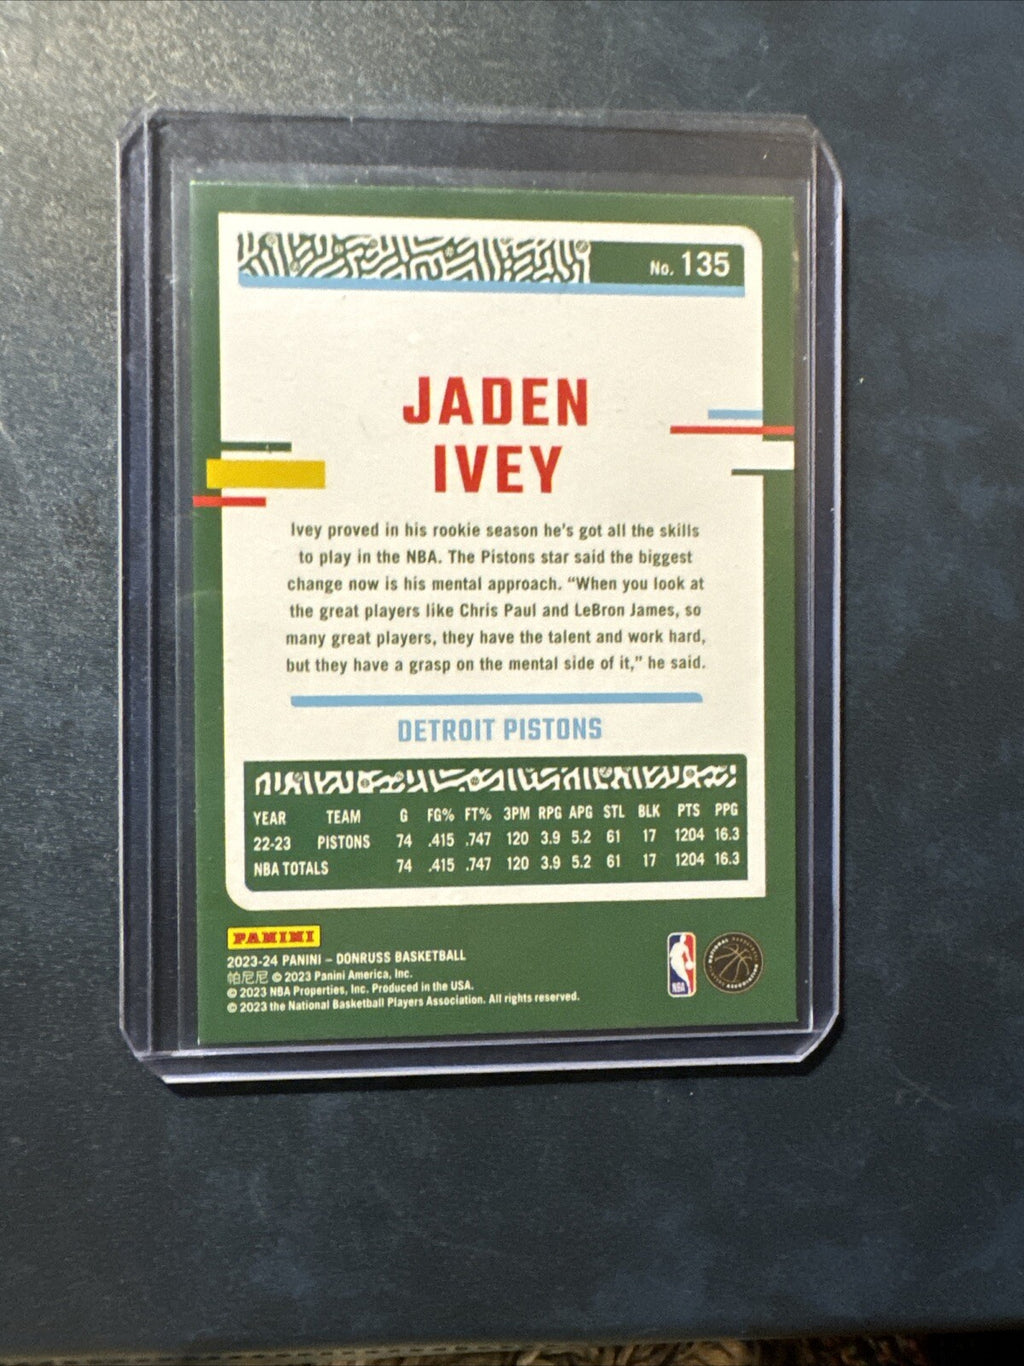 No. 135
JADEN
IVEY
Ivey proved in his rookie season he's got all the skills
to play in the NBA. The Pistons star said the biggest
change now is his mental approach. “When you look at
the great players like Chris Paul and LeBron James, so
many great players, they have the talent and work hard,
but they have a grasp on the mental side of it,” he said.
DETROIT PISTONS
YEAR TEAM G FG% FT% 3PM RPG APG STL BLK PTS PPG
22-23 PISTONS 74 .415 .747 120 3.9 5.2 61 17 1204 16.3
NBA TOTALS 74 .415 .747 120 3.9 5.2 61 17 1204 16.3
PANINI
2023-24 PANINI – DONRUSS BASKETBALL
帕尼尼 © 2023 Panini America, Inc.
© 2023 NBA Properties, Inc. Produced in the USA.
© 2023 the National Basketball Players Association. All rights reserved.
NBA
NATIONAL BASKETBALL PLAYERS ASSOCIATION